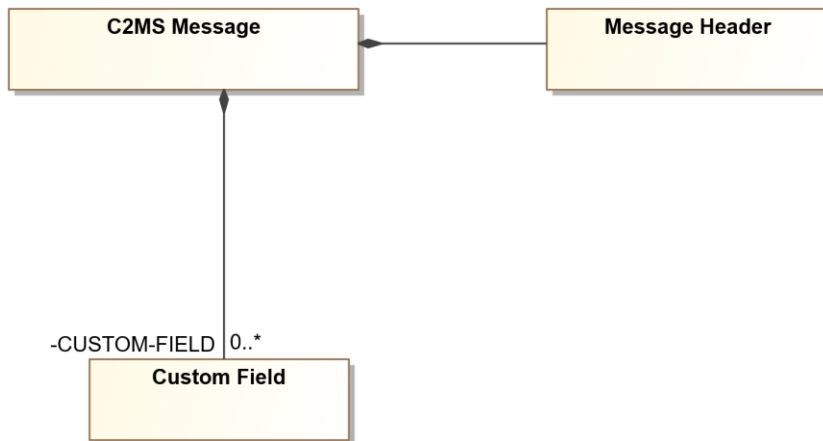 C2MS Message
Message Header
-CUSTOM-FIELD 0..*
Custom Field